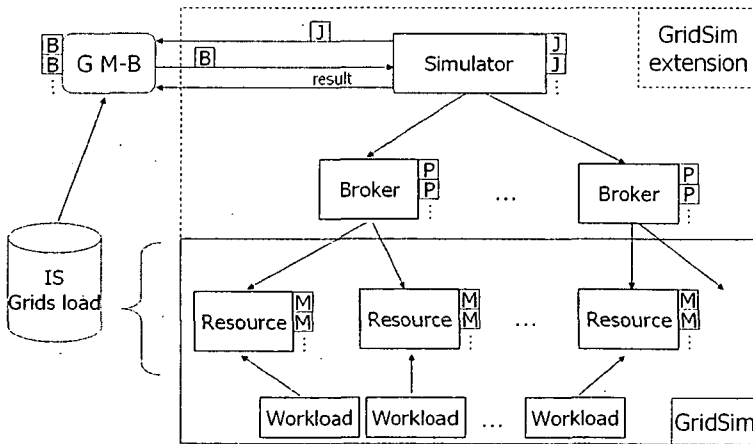 B
B
⋮
G M-B
J
B
result
Simulator
J
J
⋮
GridSim
extension
Broker
P
P
⋮
...
Broker
P
P
⋮
IS
Grids load
Resource
M
M
⋮
Resource
M
M
⋮
...
Resource
M
M
⋮
Workload
Workload
...
Workload
GridSim